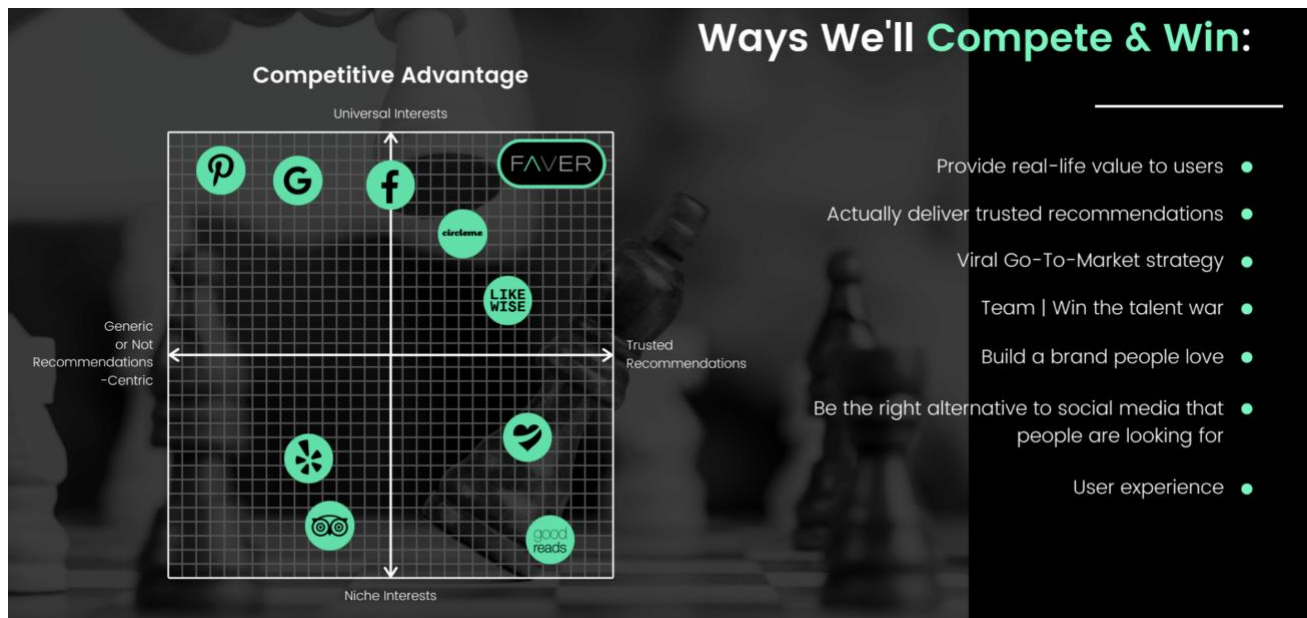 Ways We'll Compete & Win:
Competitive Advantage
Universal Interests
FAVER
circleme
LIKE
WISE
Generic
or Not
Recommendations
-Centric
Trusted
Recommendations
good
reads
Niche Interests
Provide real-life value to users
Actually deliver trusted recommendations
Viral Go-To-Market strategy
Team | Win the talent war
Build a brand people love
Be the right alternative to social media that
people are looking for
User experience